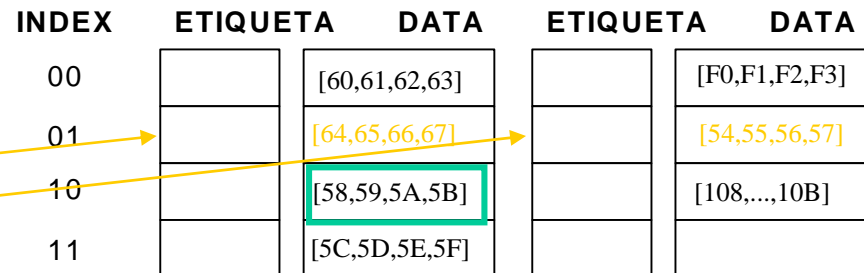 INDEX ETIQUETA DATA ETIQUETA DATA
00 [60,61,62,63] [F0,F1,F2,F3]
01 [64,65,66,67] [54,55,56,57]
10 [58,59,5A,5B] [108,...,10B]
11 [5C,5D,5E,5F]